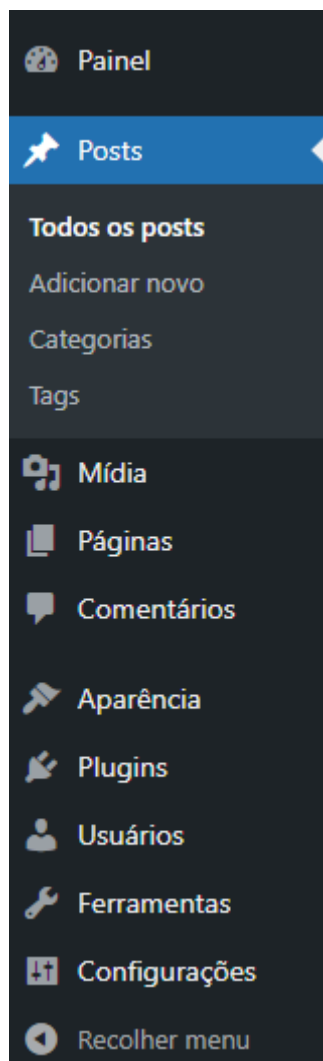 Painel
Posts
Todos os posts
Adicionar novo
Categorias
Tags
Mídia
Páginas
Comentários
Aparência
Plugins
Usuários
Ferramentas
Configurações
Recolher menu